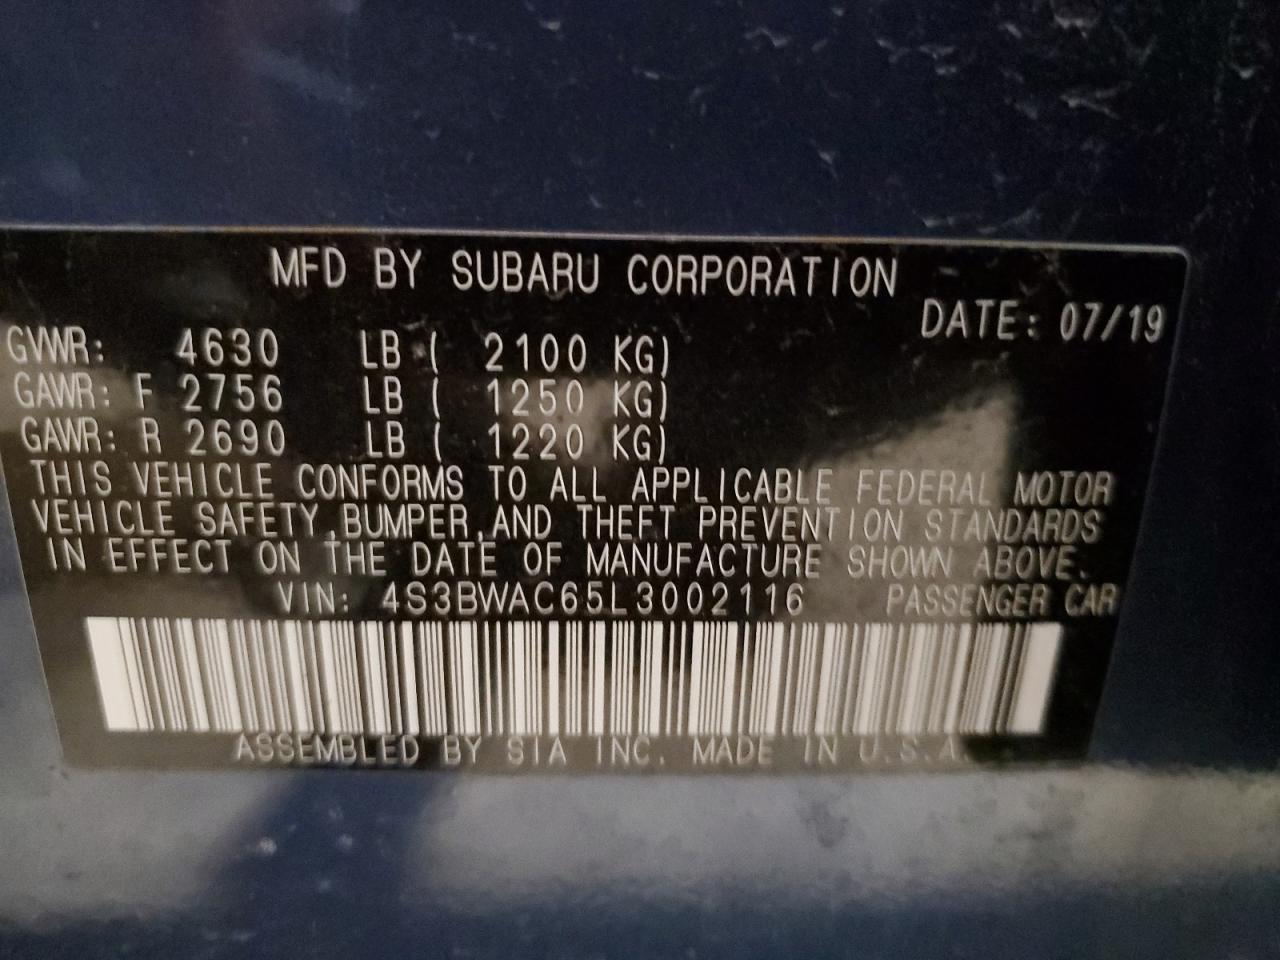 MFD BY SUBARU CORPORATION
DATE: 07/19
GVWR: 4630 LB ( 2100 KG)
GAWR: F 2756 LB ( 1250 KG)
GAWR: R 2690 LB ( 1220 KG)
THIS VEHICLE CONFORMS TO ALL APPLICABLE FEDERAL MOTOR
VEHICLE SAFETY,BUMPER,AND THEFT PREVENTION STANDARDS
IN EFFECT ON THE DATE OF MANUFACTURE SHOWN ABOVE.
VIN: 4S3BWAC65L3002116 PASSENGER CAR
ASSEMBLED BY SIA INC. MADE IN U.S.A.